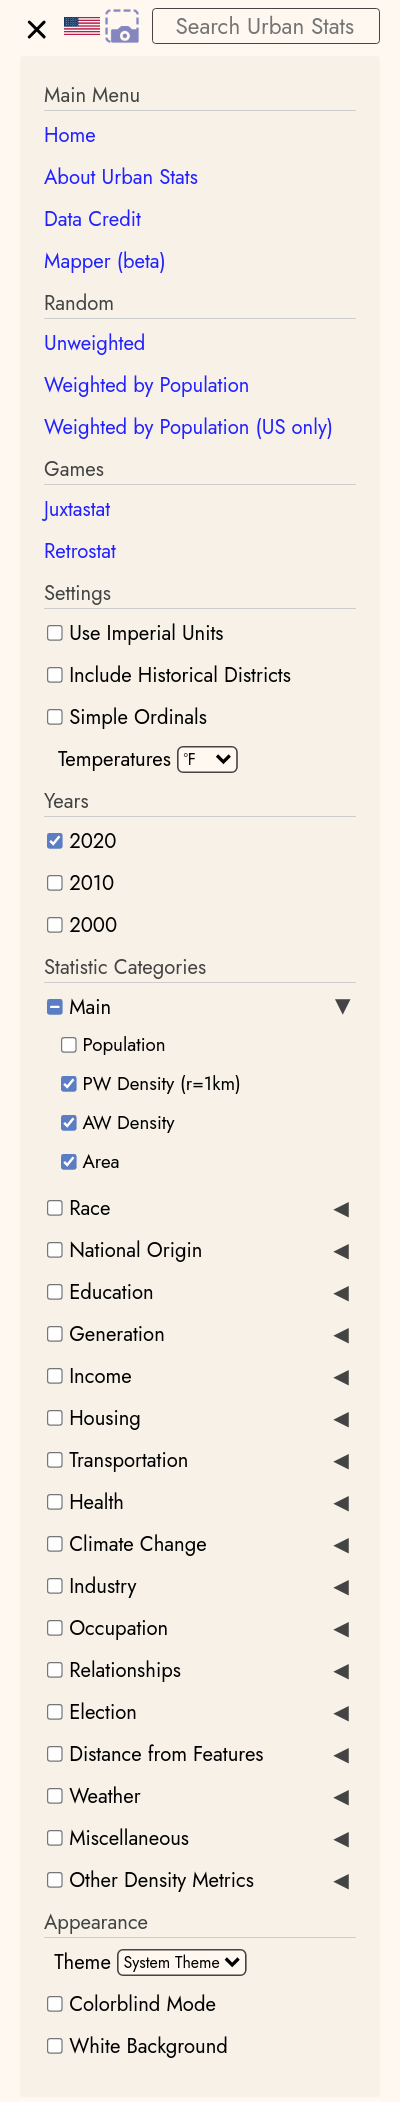 Search Urban Stats
Main Menu
Home
About Urban Stats
Data Credit
Mapper (beta)
Random
Unweighted
Weighted by Population
Weighted by Population (US only)
Games
Juxtastat
Retrostat
Settings
Use Imperial Units
Include Historical Districts
Simple Ordinals
Temperatures °F
Years
2020
2010
2000
Statistic Categories
Main
Population
PW Density (r=1km)
AW Density
Area
Race
National Origin
Education
Generation
Income
Housing
Transportation
Health
Climate Change
Industry
Occupation
Relationships
Election
Distance from Features
Weather
Miscellaneous
Other Density Metrics
Appearance
Theme System Theme
Colorblind Mode
White Background